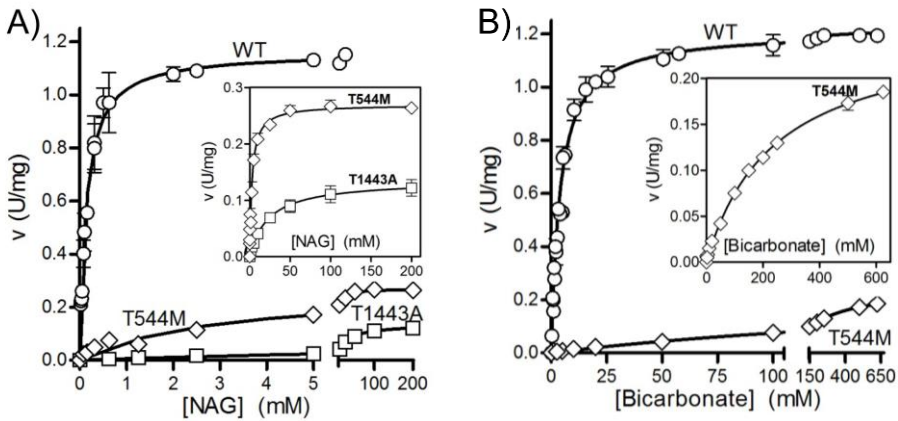 A)
1.2
1.0
0.8
0.6
0.4
0.2
0.0
v (U/mg)
WT
0.3
0.2
0.1
0.0
v (U/mg)
T544M
T1443A
[NAG] (mM)
0 50 100 150 200
T544M
T1443A
0 1 2 3 4 5 100 200
[NAG] (mM)
B)
1.2
1.0
0.8
0.6
0.4
0.2
0.0
v (U/mg)
WT
0.20
0.15
0.10
0.05
0.00
v (U/mg)
T544M
[Bicarbonate] (mM)
0 200 400 600
T544M
0 25 50 75 100 150 400 650
[Bicarbonate] (mM)